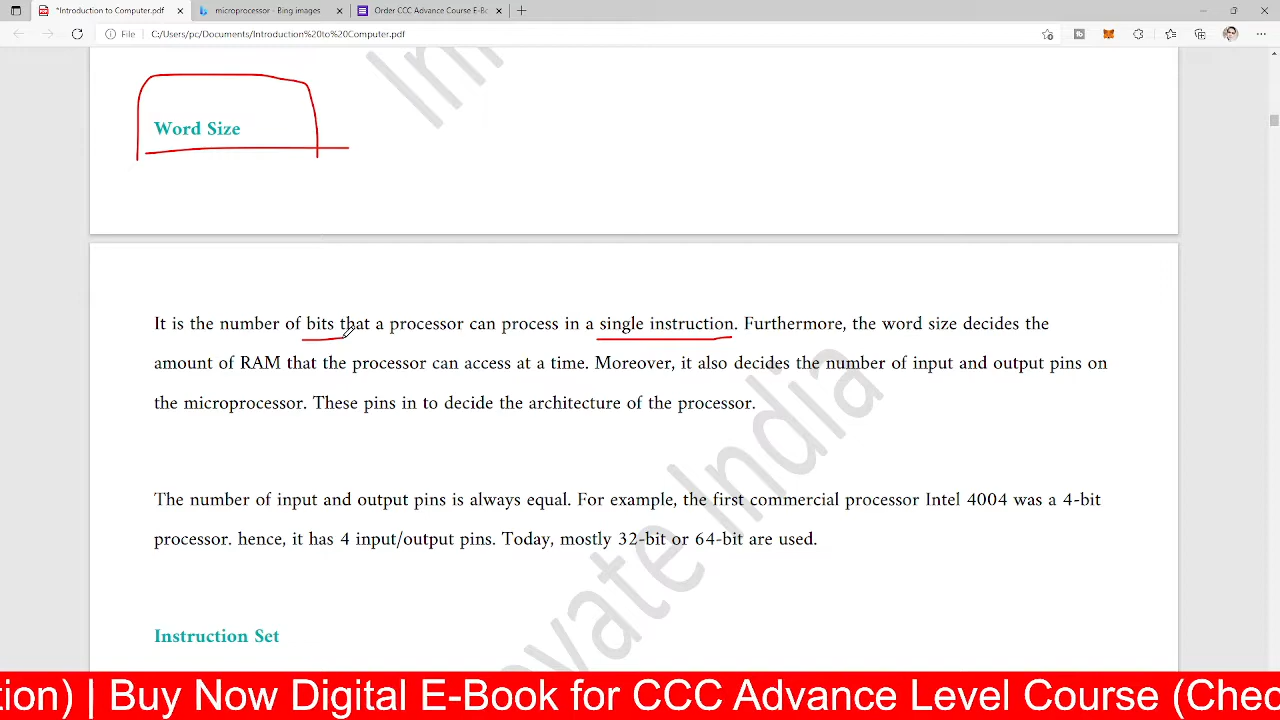 *Introduction to Computer.pdf
microprocessor - Bing images
Order CCC Advance Course E-Bo
File
C:/Users/pc/Documents/Introduction%20to%20Computer.pdf
Word Size
It is the number of bits that a processor can process in a single instruction. Furthermore, the word size decides the
amount of RAM that the processor can access at a time. Moreover, it also decides the number of input and output pins on
the microprocessor. These pins in to decide the architecture of the processor.
The number of input and output pins is always equal. For example, the first commercial processor Intel 4004 was a 4-bit
processor. hence, it has 4 input/output pins. Today, mostly 32-bit or 64-bit are used.
Instruction Set
vate India
tion) | Buy Now Digital E-Book for CCC Advance Level Course (Chec